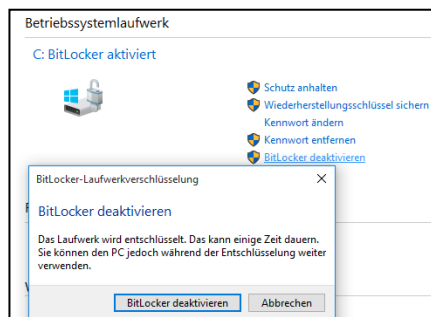 Betriebssystemlaufwerk
C: BitLocker aktiviert
Schutz anhalten
Wiederherstellungsschlüssel sichern
Kennwort ändern
Kennwort entfernen
BitLocker deaktivieren
BitLocker-Laufwerkverschlüsselung
BitLocker deaktivieren
Das Laufwerk wird entschlüsselt. Das kann einige Zeit dauern.
Sie können den PC jedoch während der Entschlüsselung weiter
verwenden.
BitLocker deaktivieren Abbrechen